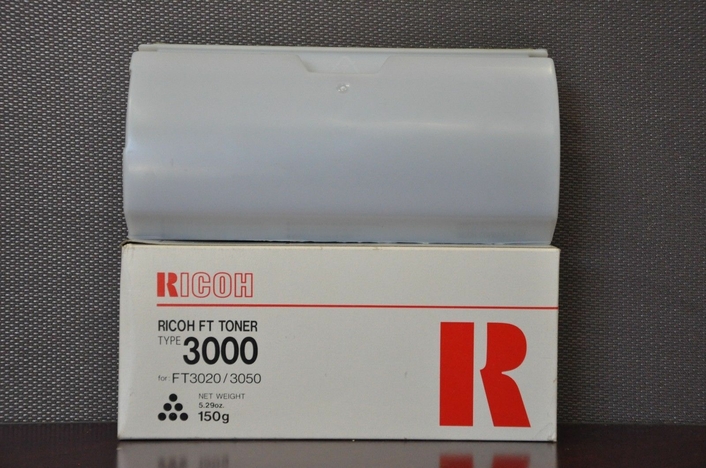 RICOH
RICOH FT TONER
TYPE 3000
for FT3020/3050
NET WEIGHT
5.29oz.
150g
R